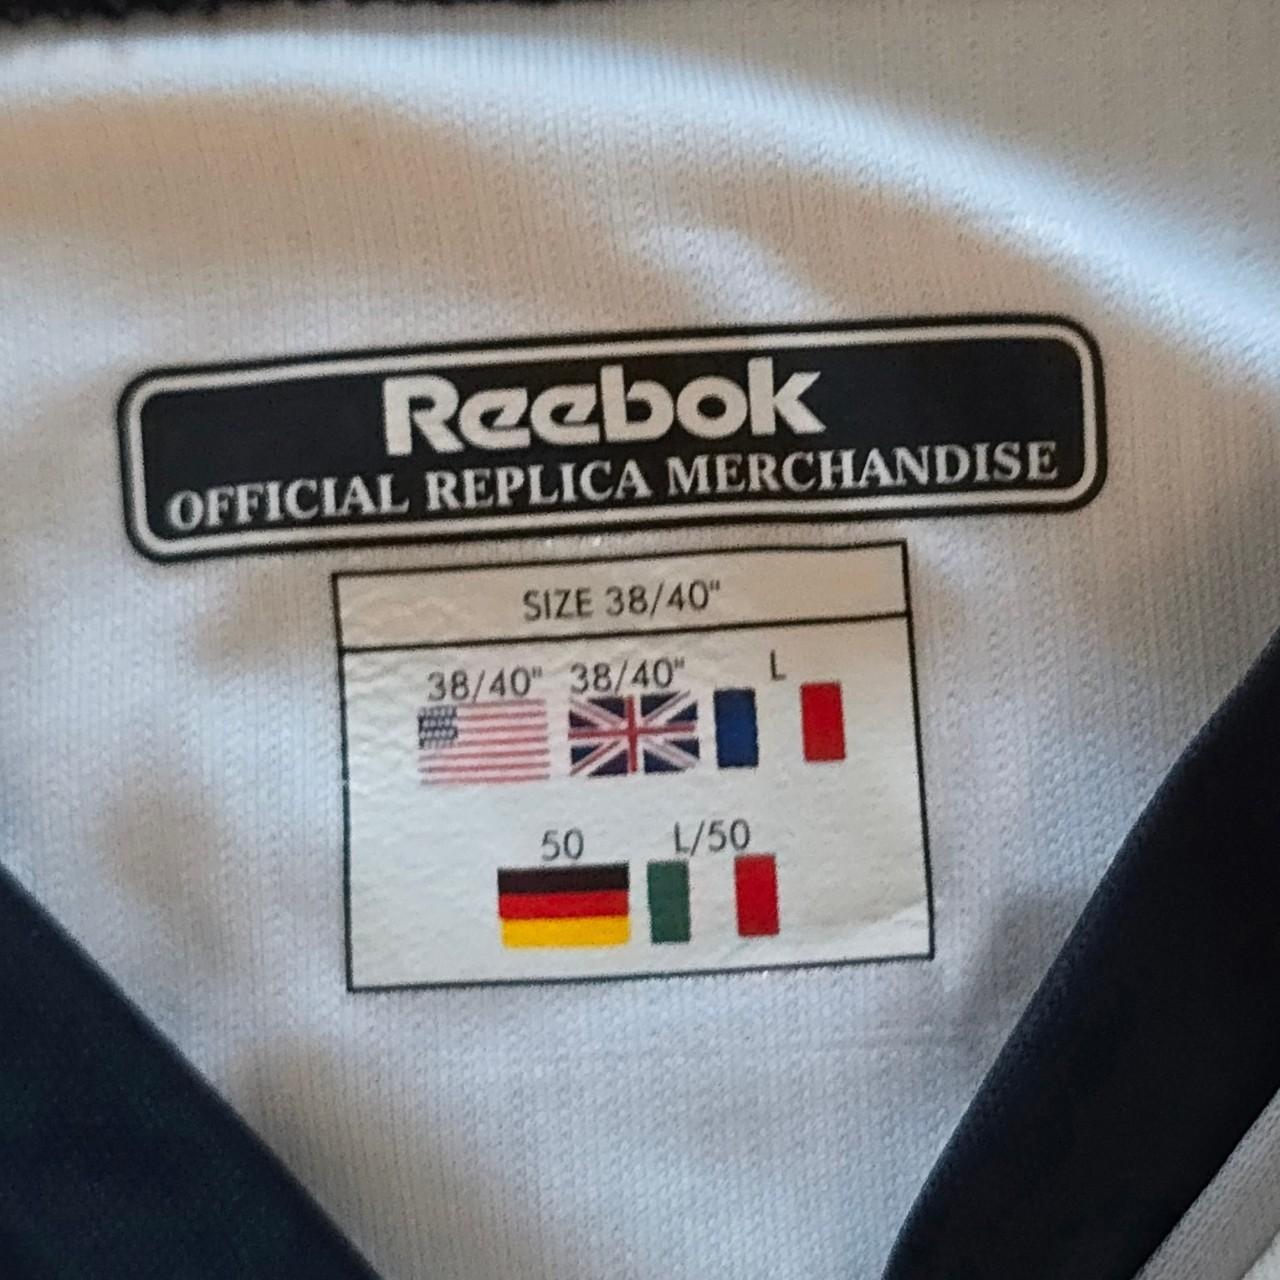 Reebok
OFFICIAL REPLICA MERCHANDISE
SIZE 38/40"
38/40" 38/40" L
50 L/50